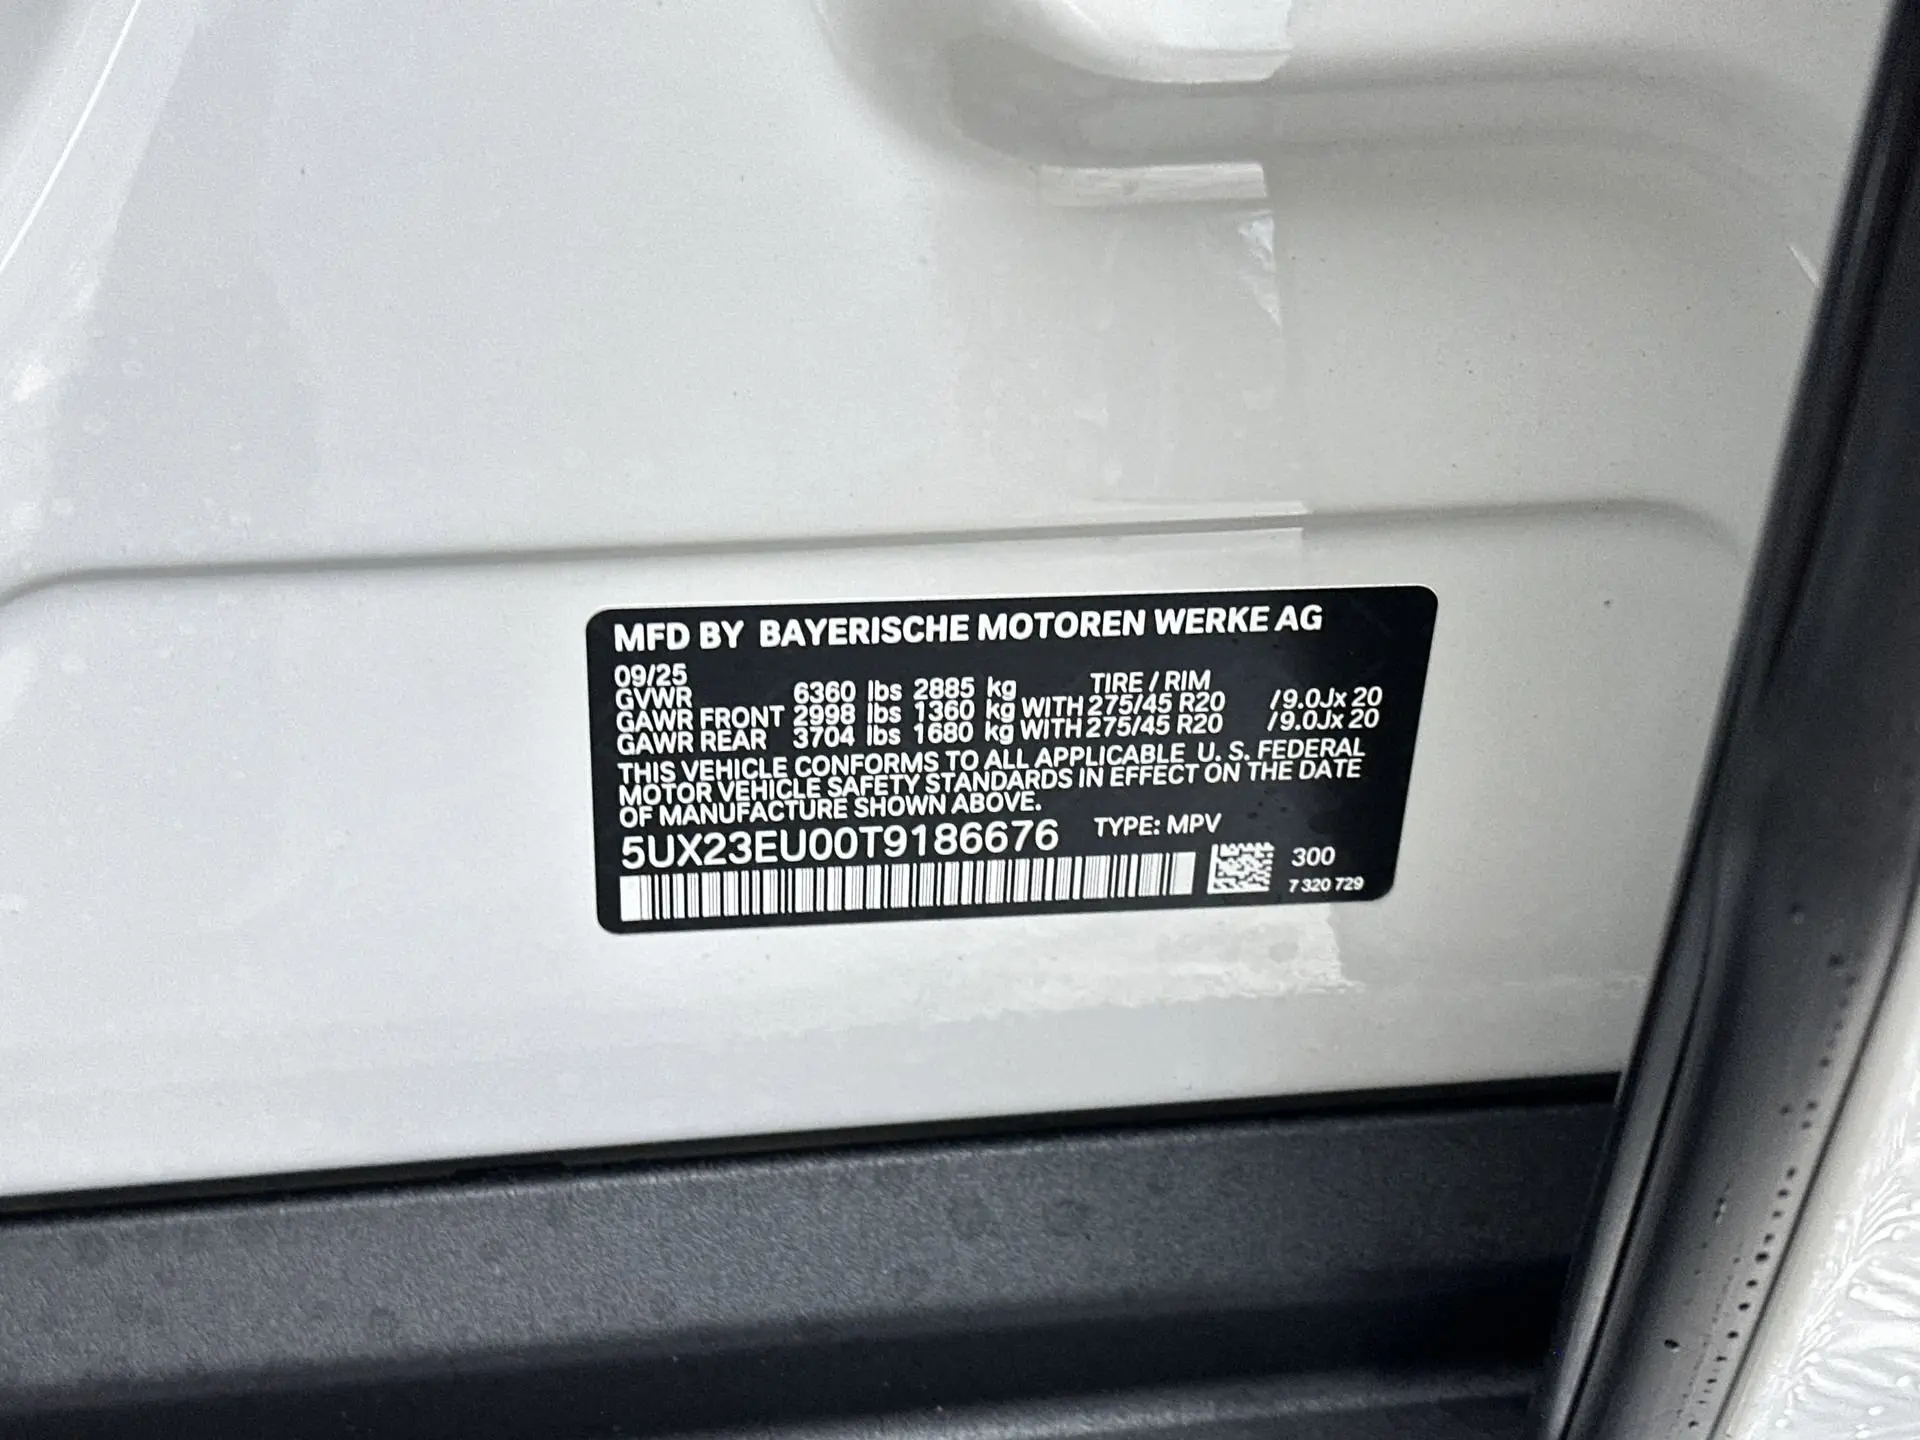 MFD BY BAYERISCHE MOTOREN WERKE AG
09/25 TIRE / RIM
GVWR 6360 lbs 2885 kg
GAWR FRONT 2998 lbs 1360 kg WITH 275/45 R20 / 9.0Jx 20
GAWR REAR 3704 lbs 1680 kg WITH 275/45 R20 / 9.0Jx 20
THIS VEHICLE CONFORMS TO ALL APPLICABLE U. S. FEDERAL
MOTOR VEHICLE SAFETY STANDARDS IN EFFECT ON THE DATE
OF MANUFACTURE SHOWN ABOVE.
5UX23EU00T9186676 TYPE: MPV
300
7 320 729